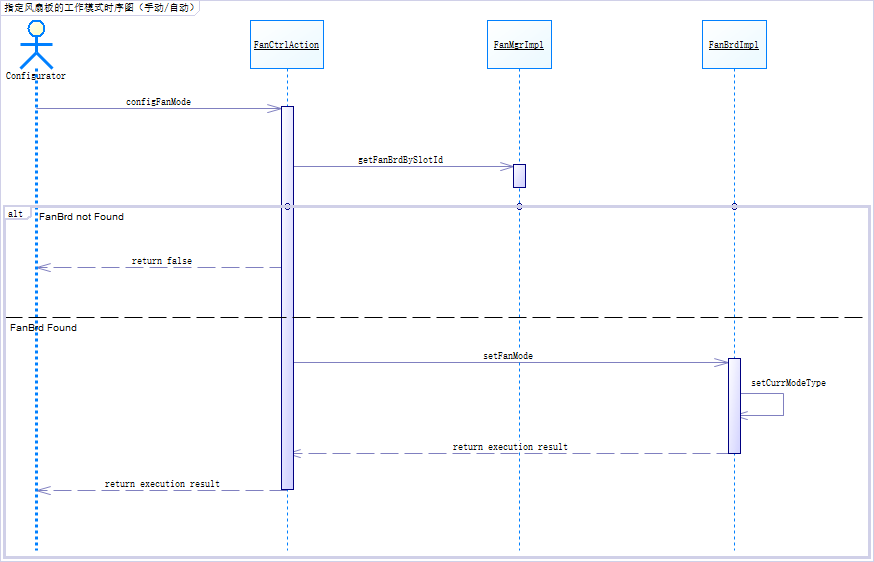 指定风扇板的工作模式时序图（手动/自动）
FanCtrlAction
FanMgrImpl
FanBrdImpl
Configurator
configFanMode
getFanBrdBySlotId
alt
FanBrd not Found
return false
FanBrd Found
setFanMode
setCurrModeType
return execution result
return execution result